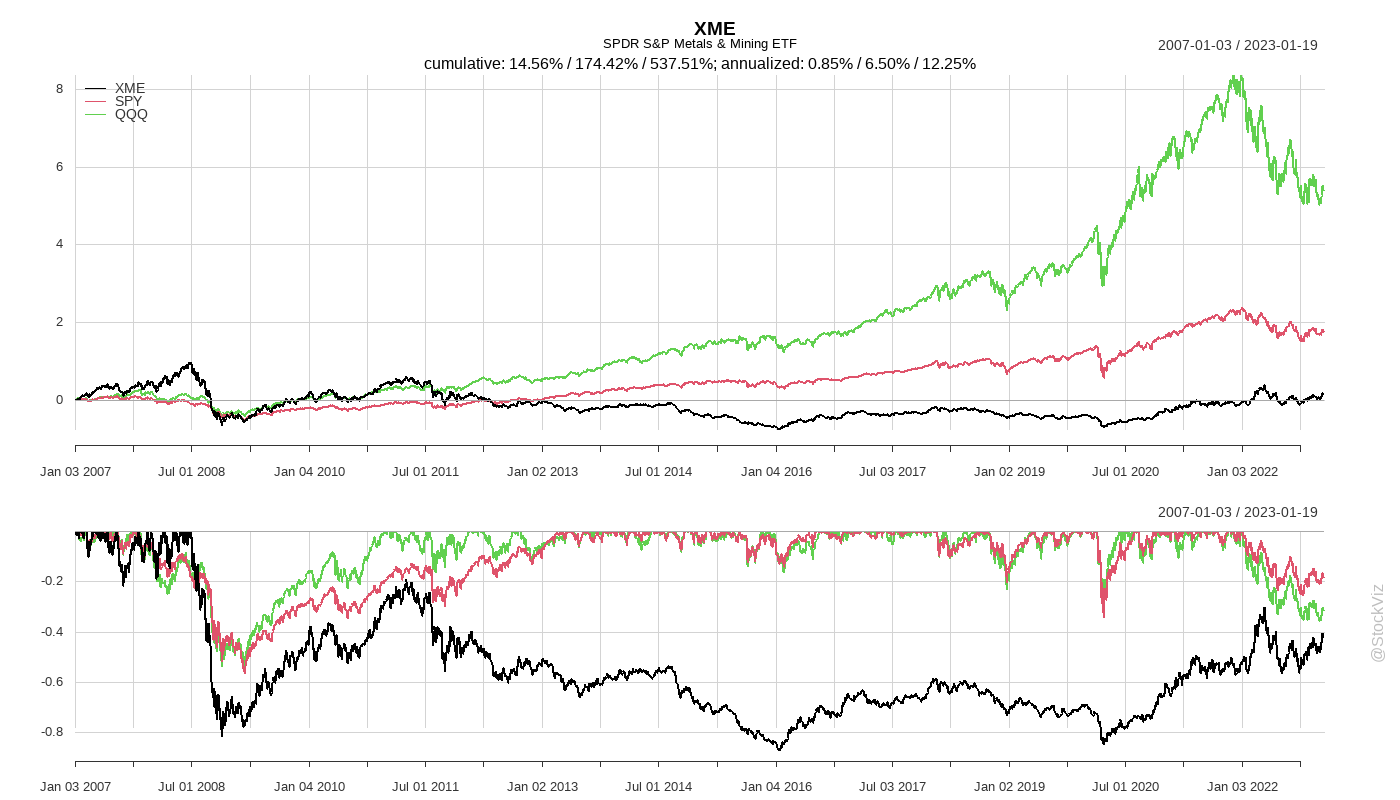 XME
SPDR S&P Metals & Mining ETF
2007-01-03 / 2023-01-19
cumulative: 14.56% / 174.42% / 537.51%; annualized: 0.85% / 6.50% / 12.25%
XME
SPY
QQQ
8
6
4
2
0
Jan 03 2007 Jul 01 2008 Jan 04 2010 Jul 01 2011 Jan 02 2013 Jul 01 2014 Jan 04 2016 Jul 03 2017 Jan 02 2019 Jul 01 2020 Jan 03 2022
2007-01-03 / 2023-01-19
-0.2
-0.4
-0.6
-0.8
Jan 03 2007 Jul 01 2008 Jan 04 2010 Jul 01 2011 Jan 02 2013 Jul 01 2014 Jan 04 2016 Jul 03 2017 Jan 02 2019 Jul 01 2020 Jan 03 2022
@StockViz